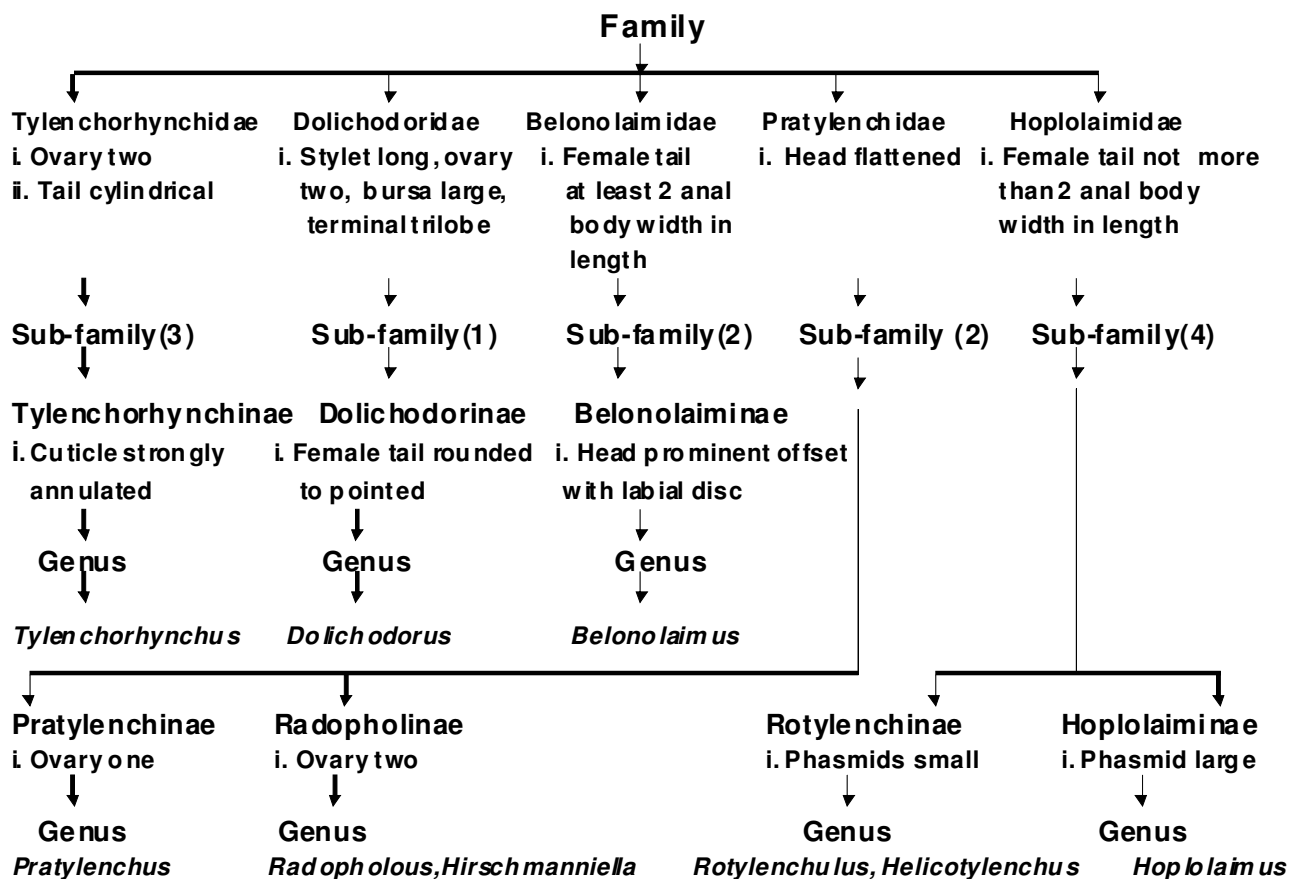 Family
Tylenchorhynchidae
i. Ovary two
ii. Tail cylindrical
Dolichodoridae
i. Stylet long, ovary
two, bursa large,
terminal trilobe
Belonolaimidae
i. Female tail
at least 2 anal
body width in
length
Pratylenchidae
i. Head flattened
Hoplolaimidae
i. Female tail not more
than 2 anal body
width in length
Sub-family(3)
Sub-family(1)
Sub-family(2)
Sub-family (2)
Sub-family(4)
Tylenchorhynchinae
i. Cuticle strongly
annulated
Dolichodorinae
i. Female tail rounded
to pointed
Belonolaiminae
i. Head prominent offset
with labial disc
Genus
Genus
Genus
Tylenchorhynchus
Dolichodorus
Belonolaimus
Pratylenchinae
i. Ovary one
Radopholinae
i. Ovary two
Rotylenchinae
i. Phasmids small
Hoplolaiminae
i. Phasmid large
Genus
Genus
Genus
Genus
Pratylenchus
Radopholous, Hirschmanniella
Rotylenchulus, Helicotylenchus
Hoplolaimus